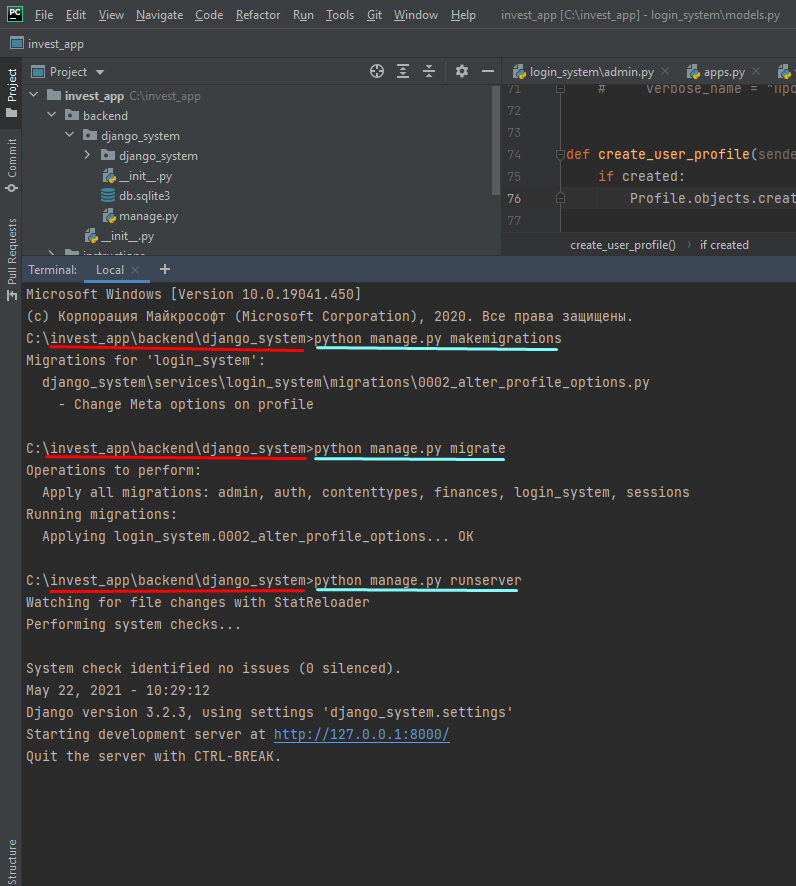 PC File Edit View Navigate Code Refactor Run Tools Git Window Help invest_app [C:\invest_app] - login_system\models.py
invest_app
Project
Project
login_system\admin.py
apps.py
invest_app C:\invest_app
backend
django_system
django_system
__init__.py
db.sqlite3
manage.py
__init__.py
Commit
Pull Requests
71 # verbose_name = "Про
72
73
74 def create_user_profile(sende
75 if created:
76 Profile.objects.creat
77
create_user_profile() › if created
Terminal: Local × +
Microsoft Windows [Version 10.0.19041.450]
(c) Корпорация Майкрософт (Microsoft Corporation), 2020. Все права защищены.
C:\invest_app\backend\django_system>python manage.py makemigrations
Migrations for 'login_system':
django_system\services\login_system\migrations\0002_alter_profile_options.py
- Change Meta options on profile
C:\invest_app\backend\django_system>python manage.py migrate
Operations to perform:
Apply all migrations: admin, auth, contenttypes, finances, login_system, sessions
Running migrations:
Applying login_system.0002_alter_profile_options... OK
C:\invest_app\backend\django_system>python manage.py runserver
Watching for file changes with StatReloader
Performing system checks...
System check identified no issues (0 silenced).
May 22, 2021 - 10:29:12
Django version 3.2.3, using settings 'django_system.settings'
Starting development server at http://127.0.0.1:8000/
Quit the server with CTRL-BREAK.
Structure